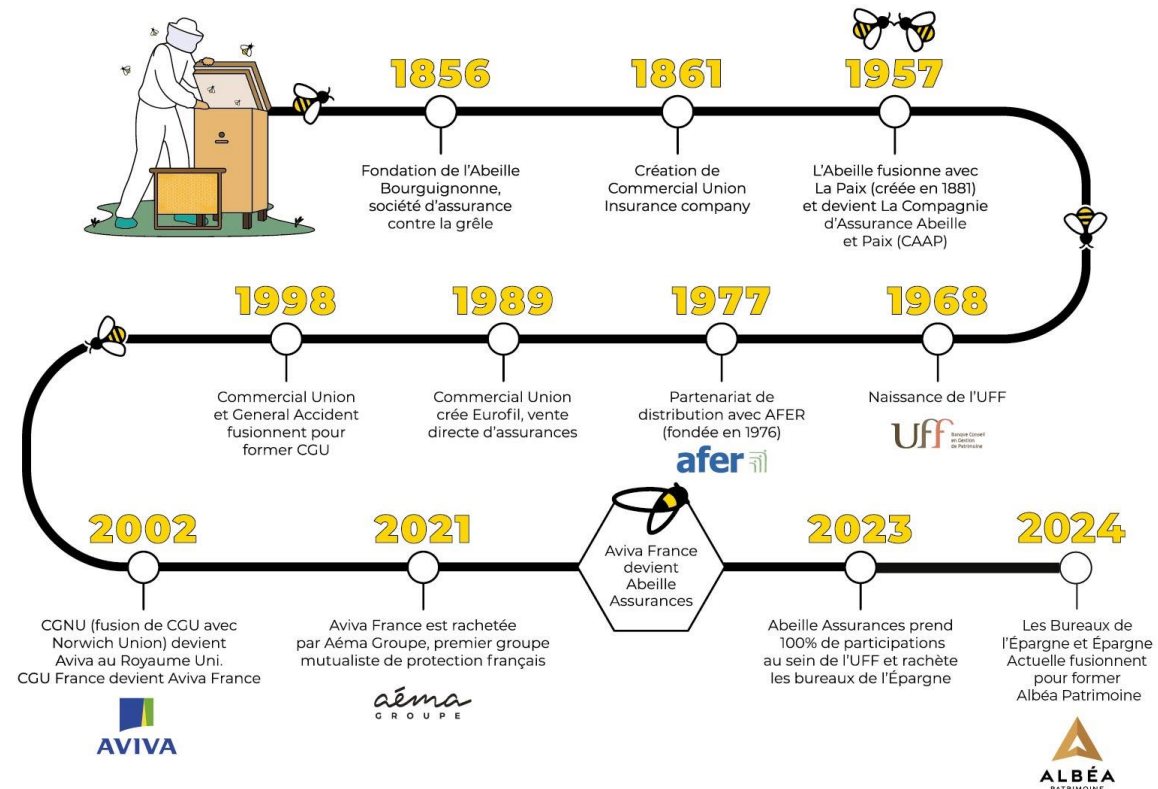 1856
Fondation de l'Abeille
Bourguignonne,
société d'assurance
contre la grêle
1861
Création de
Commercial Union
Insurance company
1957
L'Abeille fusionne avec
La Paix (créée en 1881)
et devient La Compagnie
d'Assurance Abeille
et Paix (CAAP)
1968
Naissance de l'UFF
uff
Banque Conseil
en Gestion
de Patrimoine
1977
Partenariat de
distribution avec AFER
(fondée en 1976)
afer
1989
Commercial Union
crée Eurofil, vente
directe d'assurances
1998
Commercial Union
et General Accident
fusionnent pour
former CGU
2002
CGNU (fusion de CGU avec
Norwich Union) devient
Aviva au Royaume Uni.
CGU France devient Aviva France
AVIVA
2021
Aviva France est rachetée
par Aéma Groupe, premier groupe
mutualiste de protection français
aéma
GROUPE
Aviva France
devient
Abeille
Assurances
2023
Abeille Assurances prend
100% de participations
au sein de l'UFF et rachète
les bureaux de l'Épargne
2024
Les Bureaux de
l'Épargne et Épargne
Actuelle fusionnent
pour former
Albéa Patrimoine
ALBÉA
PATRIMOINE